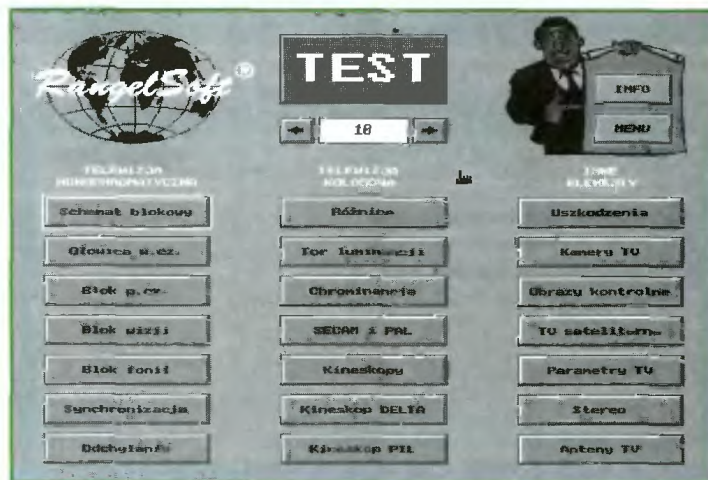 RangelSoft ©
TEST
10
INFO
MENU
TELEWIZJA
MONOCHROMATYCZNA
Schemat blokowy
Głowica w.cz.
Blok p.cz.
Blok wizji
Blok fonii
Synchronizacja
Odchylanie
TELEWIZJA
KOLOROWA
Różnice
Tor luminancji
Chrominancja
SECAM i PAL
Kineskopy
Kineskop DELTA
Kineskop PIL
INNE
ELEMENTY
Uszkodzenia
Kamery TV
Obrazy kontrolne
TV satelitarna
Parametry TV
Stereo
Anteny TV